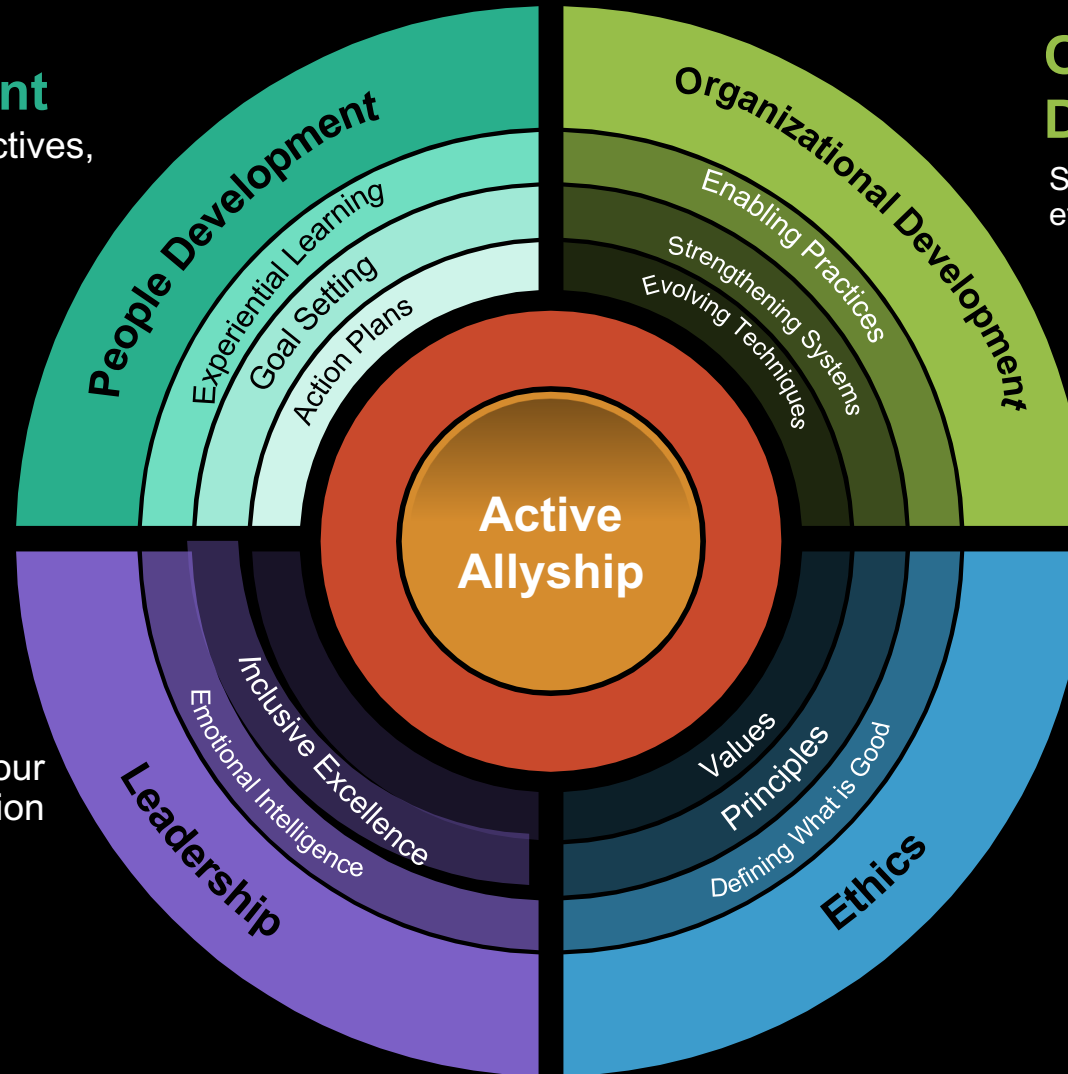 nt
ctives,
People Development
Experiential Learning
Goal Setting
Action Plans
Organizational Development
Enabling Practices
Strengthening Systems
Evolving Techniques
Active
Allyship
Inclusive Excellence
Emotional Intelligence
Leadership
our
ion
Values
Principles
Defining What is Good
Ethics